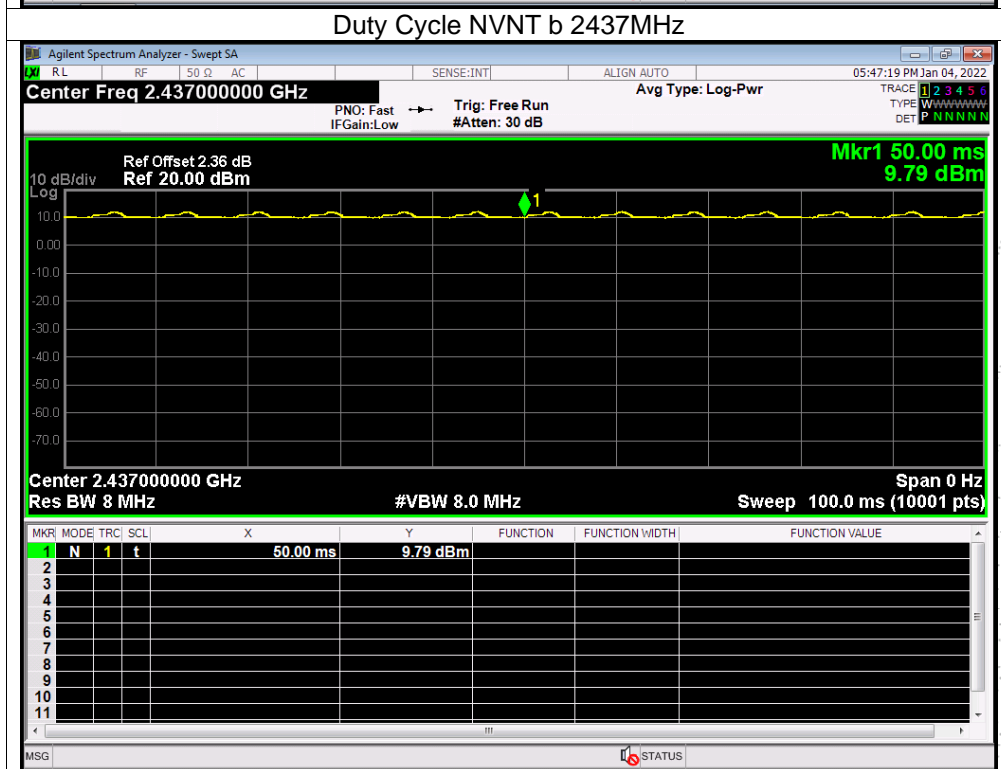 Duty Cycle NVNT b 2437MHz
Agilent Spectrum Analyzer - Swept SA
LXI RL RF 50 Ω AC SENSE:INT ALIGN AUTO 05:47:19 PM Jan 04, 2022
Center Freq 2.437000000 GHz Avg Type: Log-Pwr TRACE 1 2 3 4 5 6
PNO: Fast Trig: Free Run TYPE WWWWWW
IFGain:Low #Atten: 30 dB DET P N N N N N
Mkr1 50.00 ms
Ref Offset 2.36 dB
10 dB/div Ref 20.00 dBm 9.79 dBm
Log
1
10.0
0.00
-10.0
-20.0
-30.0
-40.0
-50.0
-60.0
-70.0
Center 2.437000000 GHz Span 0 Hz
Res BW 8 MHz #VBW 8.0 MHz Sweep 100.0 ms (10001 pts)
MKR MODE TRC SCL X Y FUNCTION FUNCTION WIDTH FUNCTION VALUE
1 N 1 t 50.00 ms 9.79 dBm
2
3
4
5
6
7
8
9
10
11
MSG STATUS